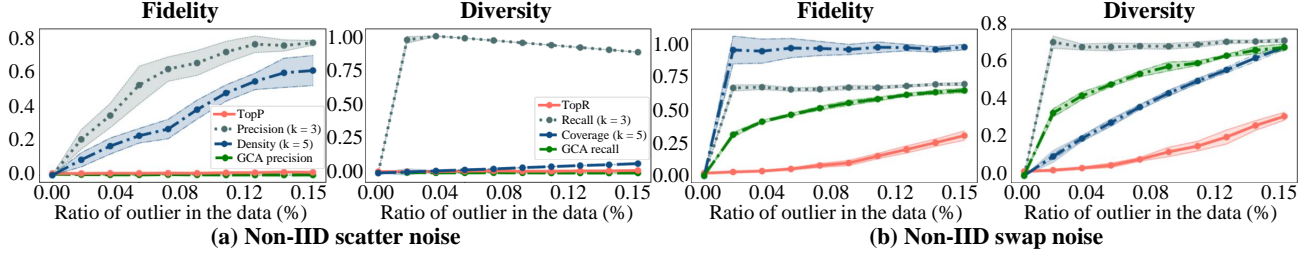 Fidelity
Diversity
Fidelity
Diversity
0.8
0.6
0.4
0.2
0.0
TopP
Precision (k = 3)
Density (k = 5)
GCA precision
0.00 0.04 0.08 0.12 0.15
Ratio of outlier in the data (%)
1.00
0.75
0.50
0.25
0.00
TopR
Recall (k = 3)
Coverage (k = 5)
GCA recall
0.00 0.04 0.08 0.12 0.15
Ratio of outlier in the data (%)
(a) Non-IID scatter noise
1.00
0.75
0.50
0.25
0.00
0.00 0.04 0.08 0.12 0.15
Ratio of outlier in the data (%)
0.8
0.6
0.4
0.2
0.0
0.00 0.04 0.08 0.12 0.15
Ratio of outlier in the data (%)
(b) Non-IID swap noise